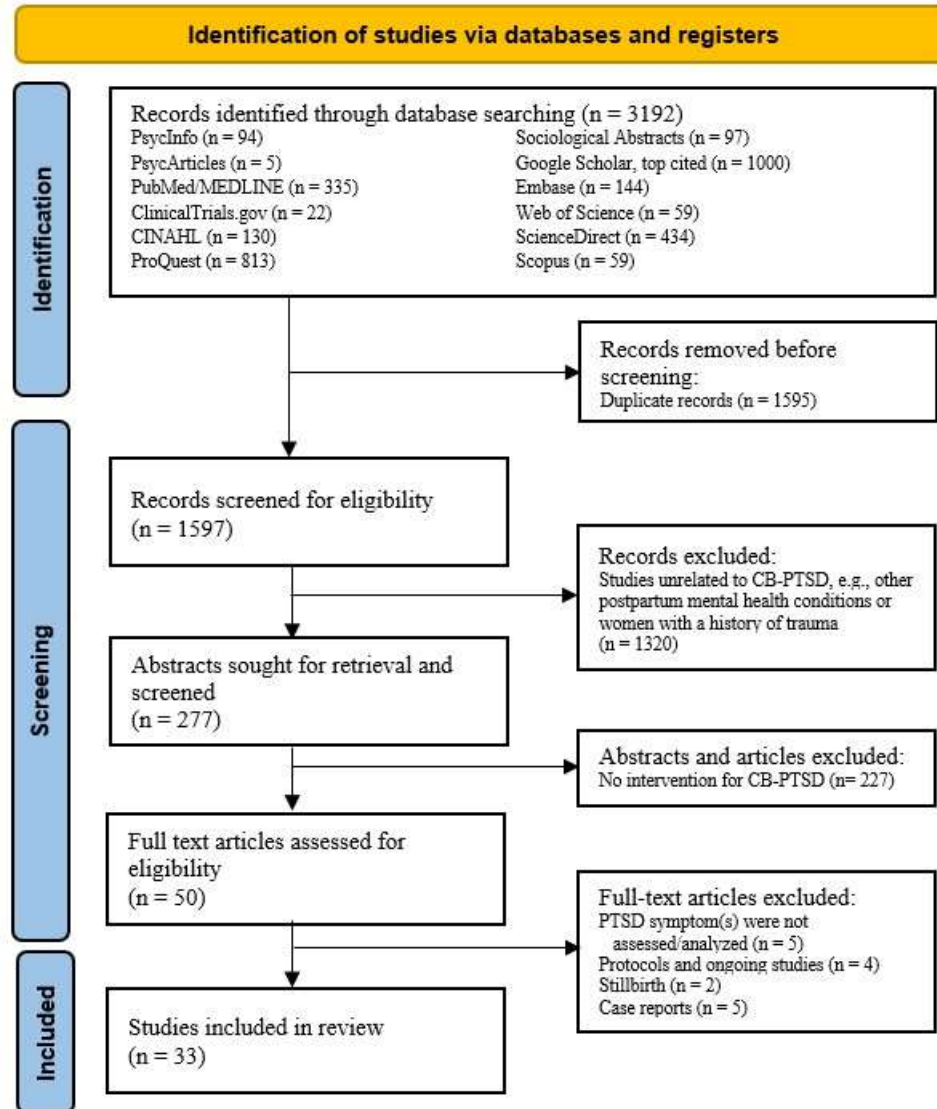 Identification of studies via databases and registers
Identification
Records identified through database searching (n = 3192)
PsycInfo (n = 94)
PsycArticles (n = 5)
PubMed/MEDLINE (n = 335)
ClinicalTrials.gov (n = 22)
CINAHL (n = 130)
ProQuest (n = 813)
Sociological Abstracts (n = 97)
Google Scholar, top cited (n = 1000)
Embase (n = 144)
Web of Science (n = 59)
ScienceDirect (n = 434)
Scopus (n = 59)
Records removed before
screening:
Duplicate records (n = 1595)
Screening
Records screened for eligibility
(n = 1597)
Records excluded:
Studies unrelated to CB-PTSD, e.g., other
postpartum mental health conditions or
women with a history of trauma
(n = 1320)
Abstracts sought for retrieval and
screened
(n = 277)
Abstracts and articles excluded:
No intervention for CB-PTSD (n= 227)
Full text articles assessed for
eligibility
(n = 50)
Full-text articles excluded:
PTSD symptom(s) were not
assessed/analyzed (n = 5)
Protocols and ongoing studies (n = 4)
Stillbirth (n = 2)
Case reports (n = 5)
Included
Studies included in review
(n = 33)